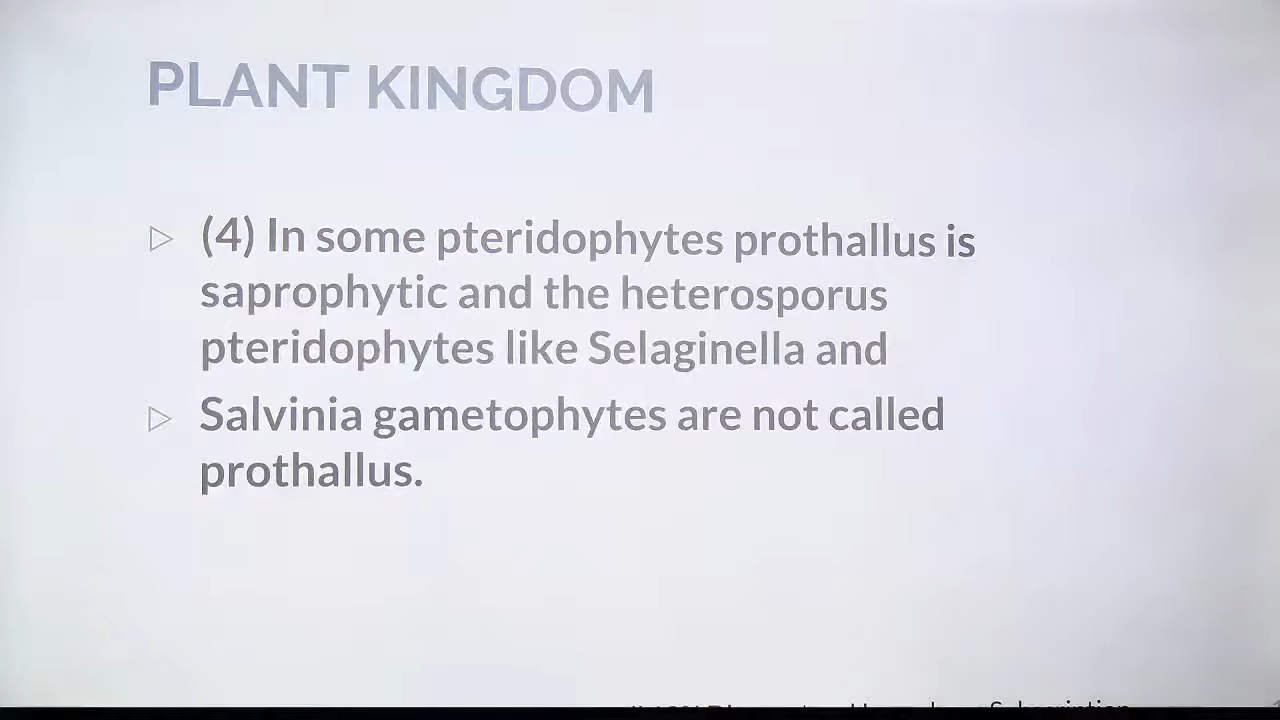 PLANT KINGDOM
(4) In some pteridophytes prothallus is
saprophytic and the heterosporus
pteridophytes like Selaginella and
Salvinia gametophytes are not called
prothallus.
Subscription